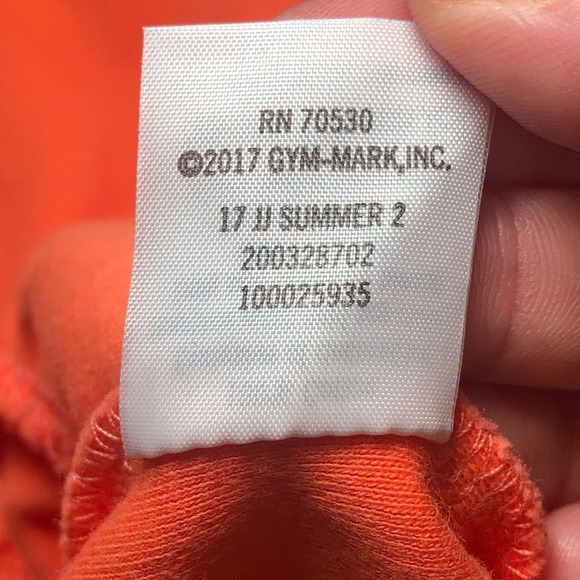 RN 70530
©2017 GYM-MARK,INC.
17 JJ SUMMER 2
200328702
100025935